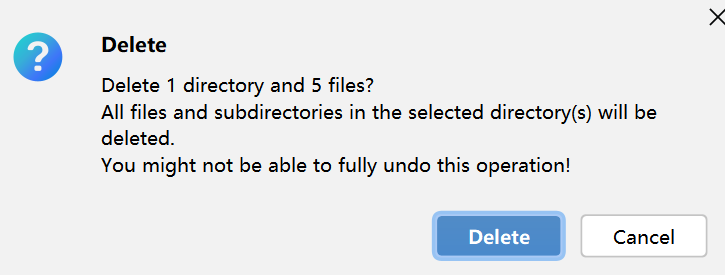 Delete
Delete 1 directory and 5 files?
All files and subdirectories in the selected directory(s) will be
deleted.
You might not be able to fully undo this operation!
Delete
Cancel